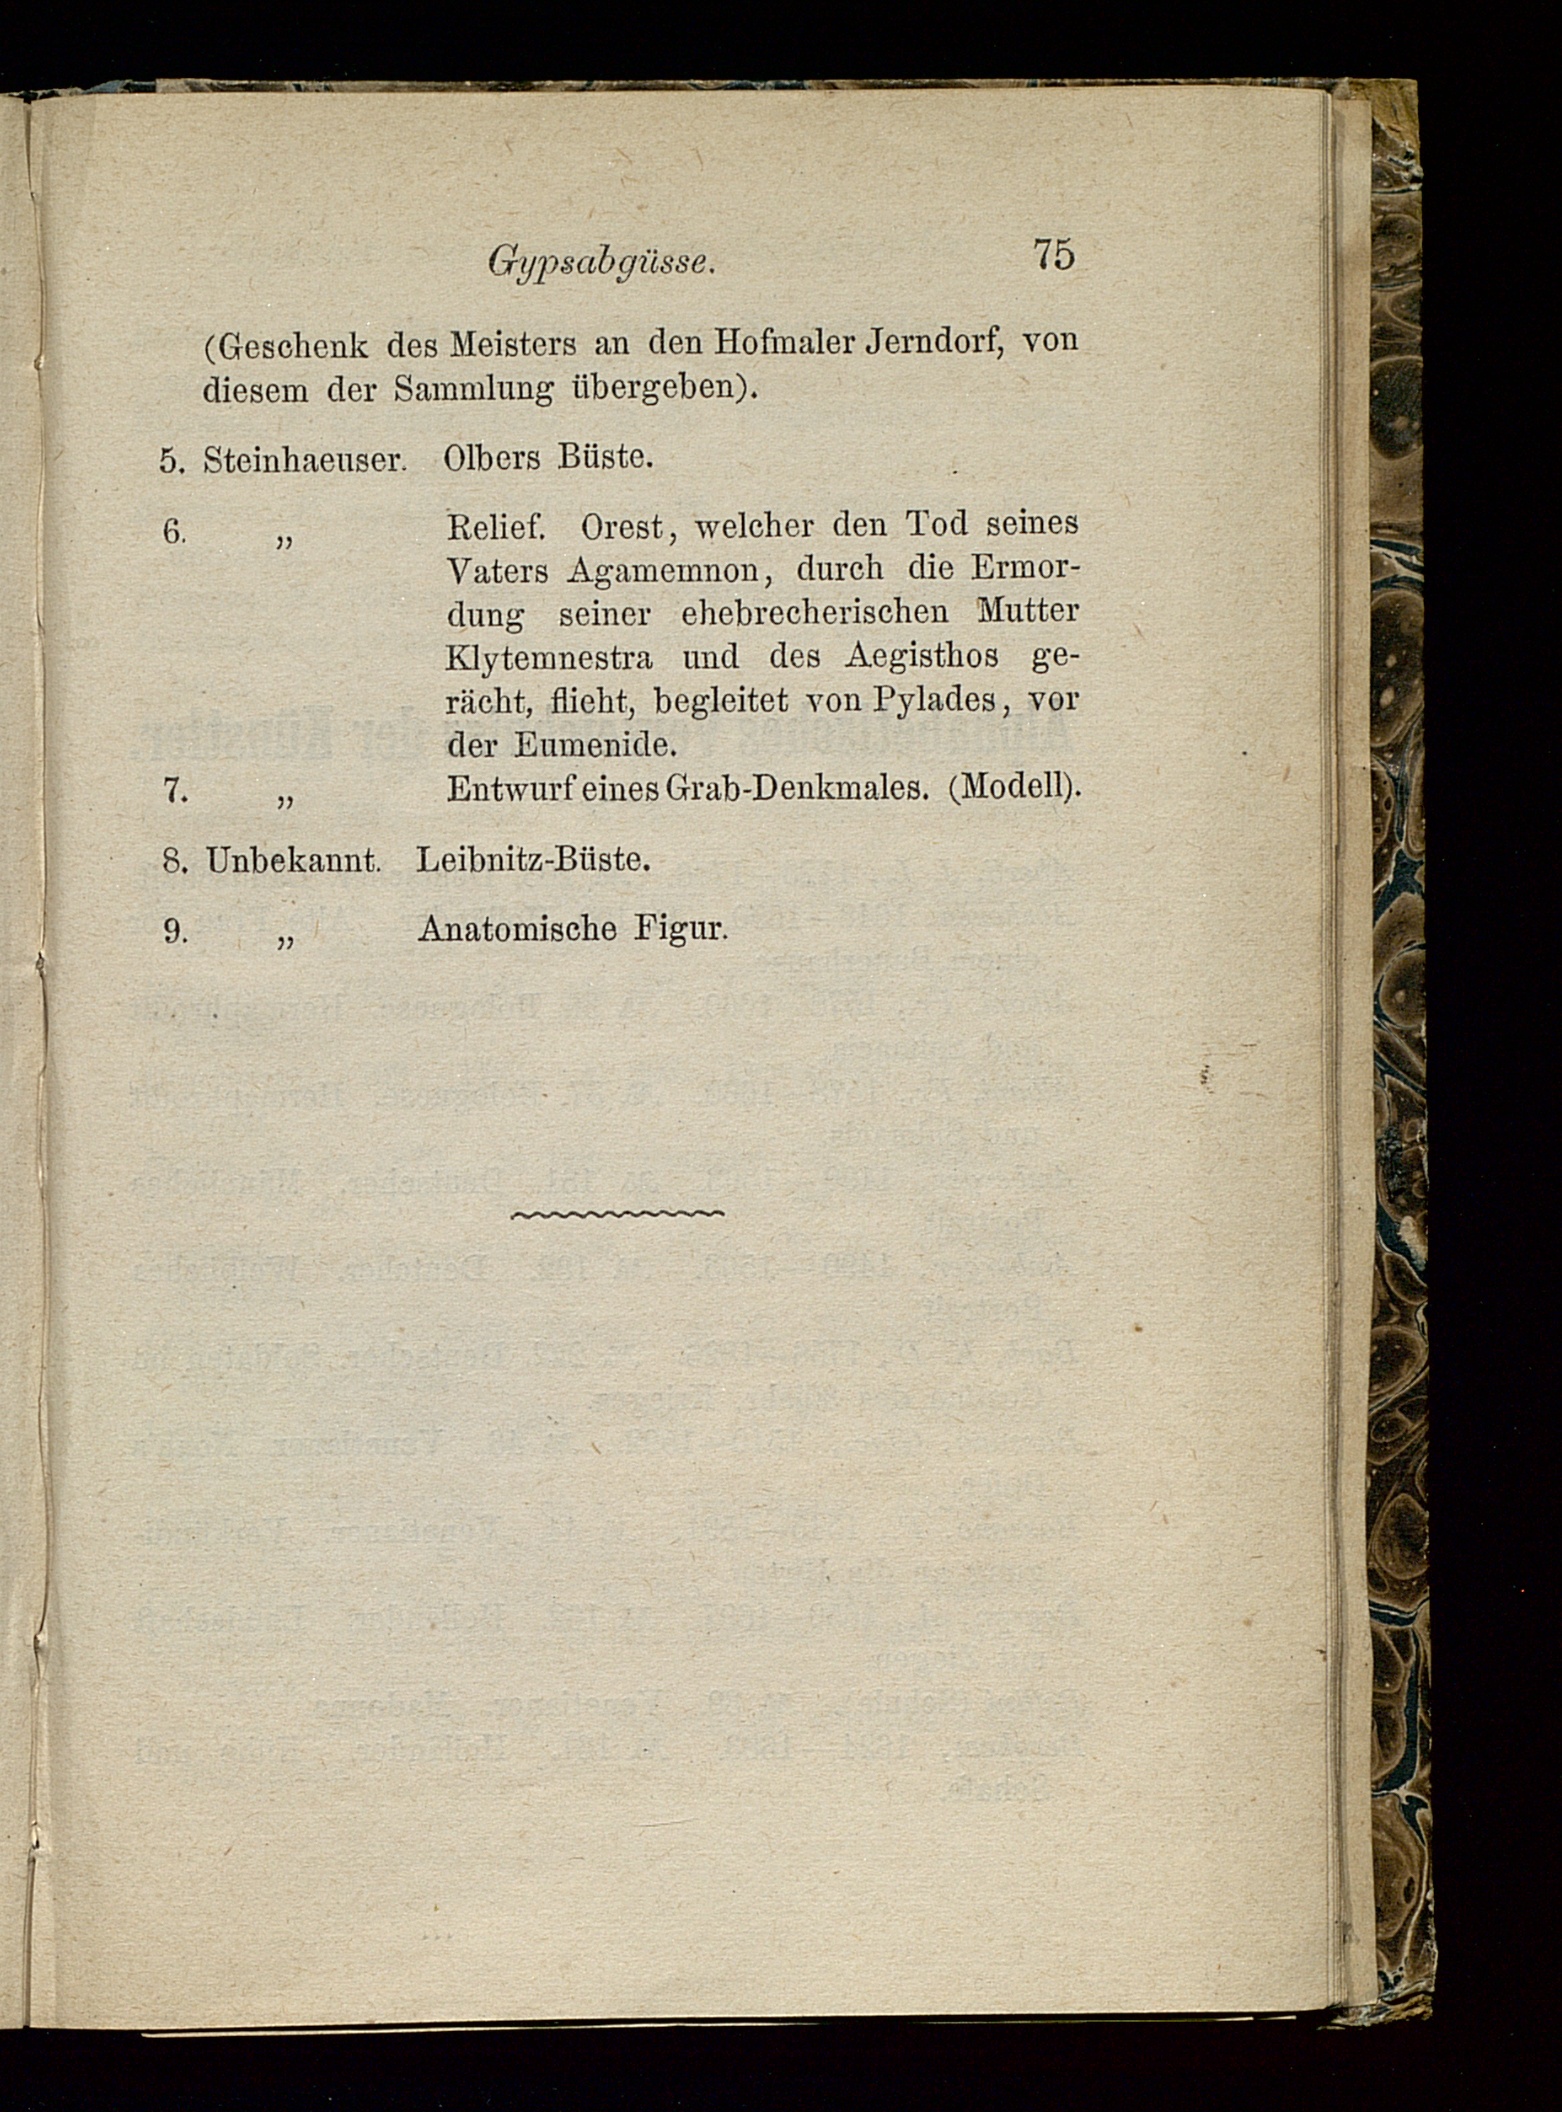 Gypsabgüsse. 75
(Geschenk des Meisters an den Hofmaler Jerndorf, von
diesem der Sammlung übergeben).
5. Steinhaeuser. Olbers Büste.
6. „ Relief. Orest, welcher den Tod seines
Vaters Agamemnon, durch die Ermor-
dung seiner ehebrecherischen Mutter
Klytemnestra und des Aegisthos ge-
rächt, flieht, begleitet von Pylades, vor
der Eumenide.
7. „ Entwurf eines Grab-Denkmales. (Modell).
8. Unbekannt. Leibnitz-Büste.
9. „ Anatomische Figur.